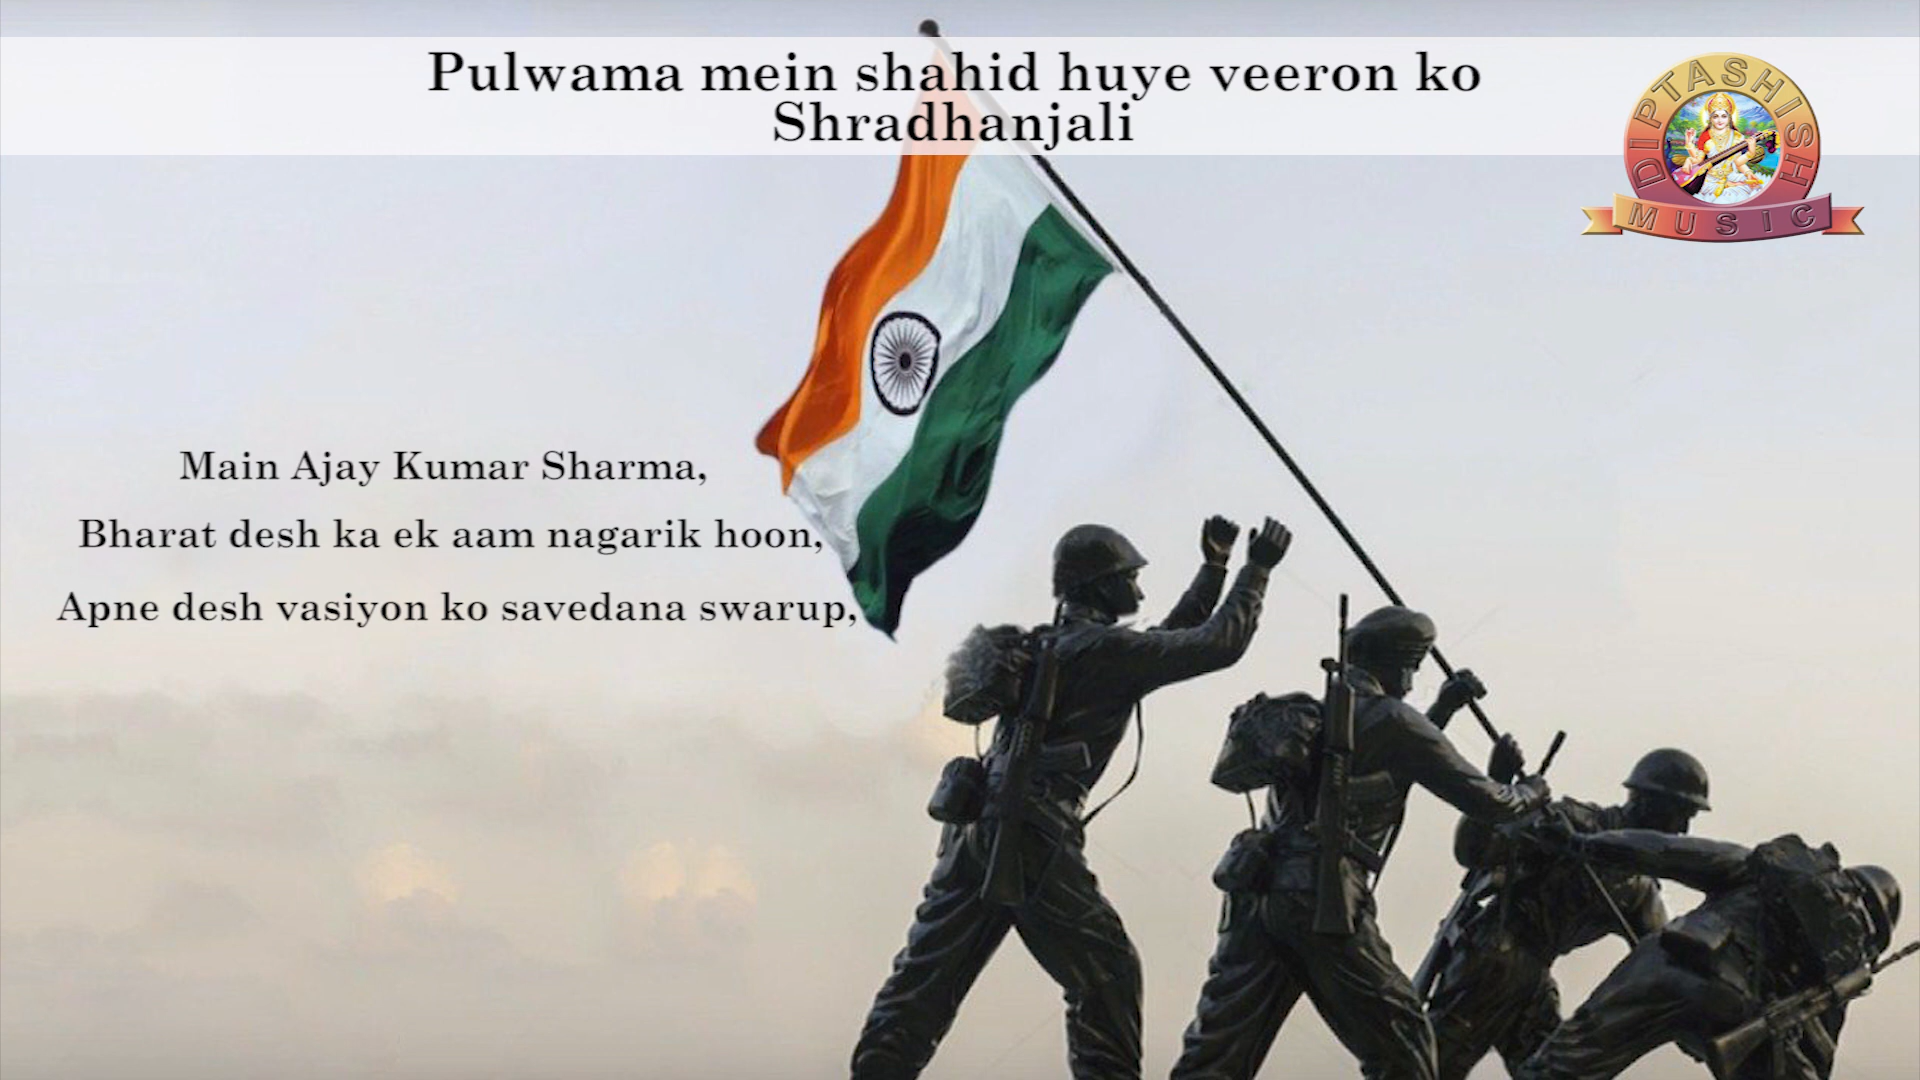 Pulwama mein shahid huye veeron ko
Shradhanjali
DIPTASHISH
MUSIC
Main Ajay Kumar Sharma,
Bharat desh ka ek aam nagarik hoon,
Apne desh vasiyon ko savedana swarup,